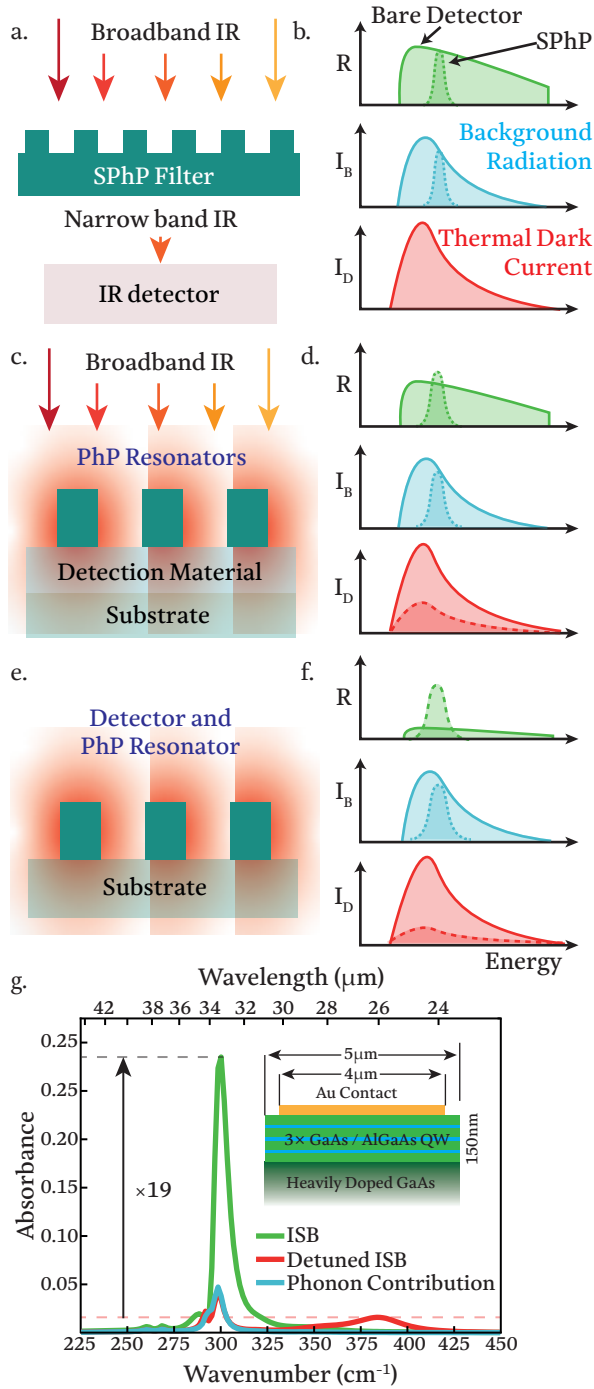 a.
Broadband IR
SPhP Filter
Narrow band IR
IR detector
b.
Bare Detector
SPhP
R
Background
Radiation
I_B
Thermal Dark
Current
I_D
c.
Broadband IR
PhP Resonators
Detection Material
Substrate
d.
R
I_B
I_D
e.
Detector and
PhP Resonator
Substrate
f.
R
I_B
I_D
Energy
g.
Wavelength (μm)
42 38 36 34 32 30 28 26 24
5μm
4μm
Au Contact
3× GaAs / AlGaAs QW
150nm
Heavily Doped GaAs
×19
ISB
Detuned ISB
Phonon Contribution
Absorbance
0.25
0.25
0.20
0.15
0.10
0.05
225 250 275 300 325 350 375 400 425 450
Wavenumber (cm⁻¹)